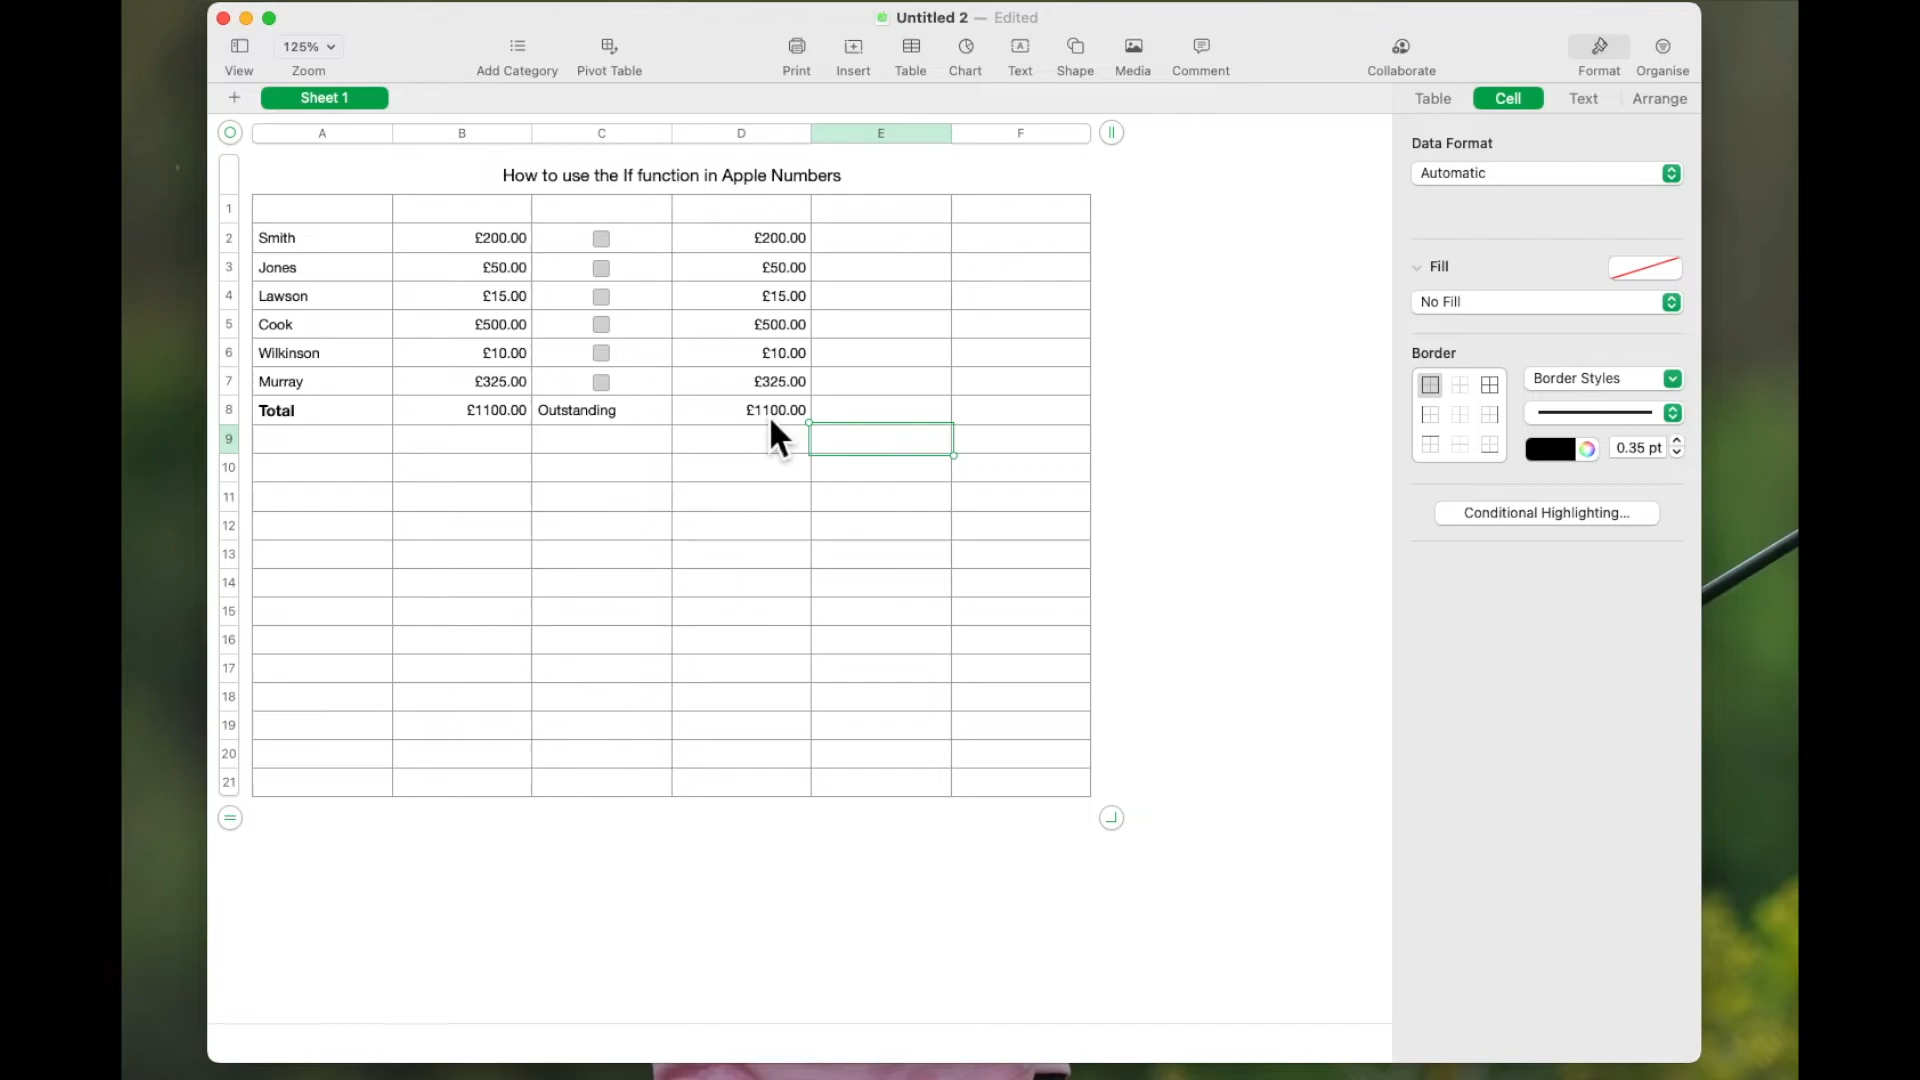 Untitled 2 — Edited
125%
View Zoom Add Category Pivot Table Print Insert Table Chart Text Shape Media Comment Collaborate Format Organise
+ Sheet 1
Table Cell Text Arrange
A B C D E F
How to use the If function in Apple Numbers
1
2 Smith £200.00 £200.00
3 Jones £50.00 £50.00
4 Lawson £15.00 £15.00
5 Cook £500.00 £500.00
6 Wilkinson £10.00 £10.00
7 Murray £325.00 £325.00
8 Total £1100.00 Outstanding £1100.00
9
10
11
12
13
14
15
16
17
18
19
20
21
Data Format
Automatic
Fill
No Fill
Border
Border Styles
0.35 pt
Conditional Highlighting...